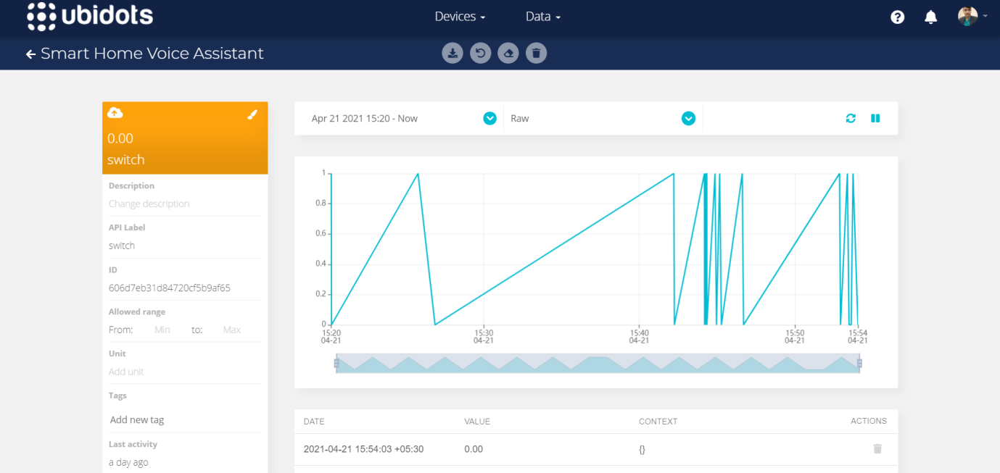 ubidots
Devices
Data
Smart Home Voice Assistant
0.00
switch
Description
Change description
API Label
switch
ID
606d7eb31d84720cf5b9af65
Allowed range
From: Min to: Max
Unit
Add unit
Tags
Add new tag
Last activity
a day ago
Apr 21 2021 15:20 - Now
Raw
1
0.8
0.6
0.4
0.2
0
15:20 15:30 15:40 15:50 15:54
04-21 04-21 04-21 04-21 04-21
DATE VALUE CONTEXT ACTIONS
2021-04-21 15:54:03 +05:30 0.00 {}